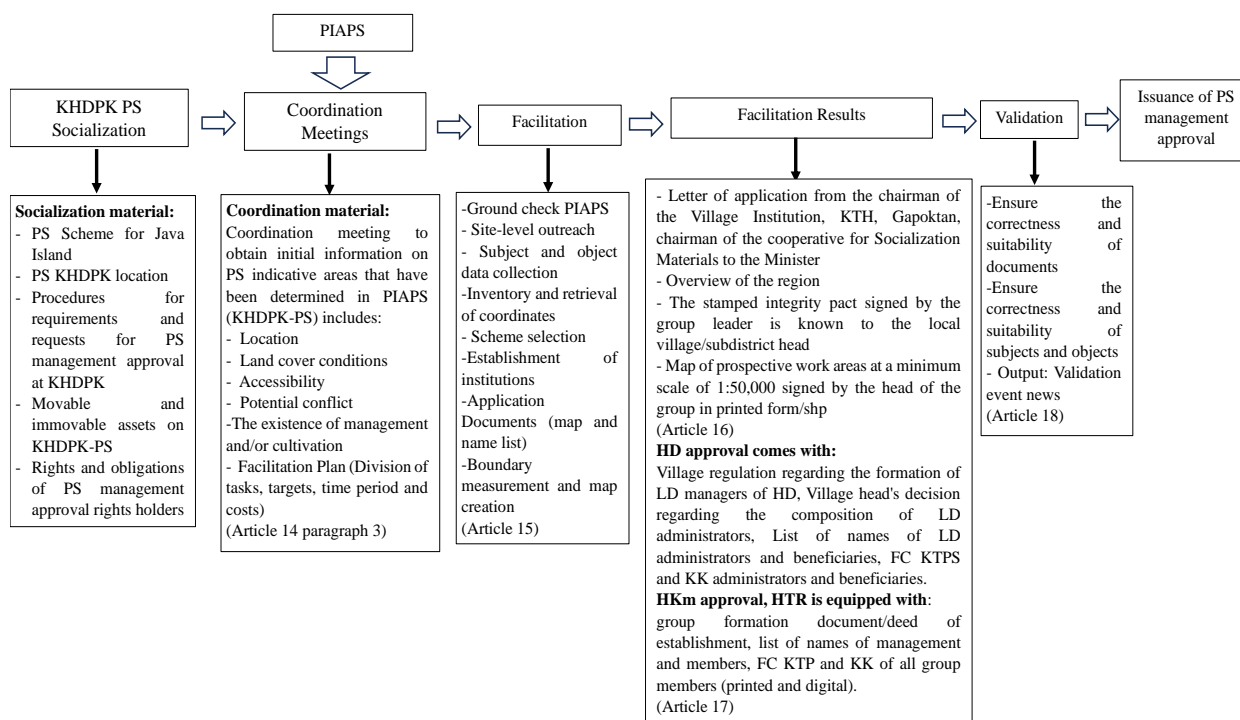 PIAPS
KHDPK PS
Socialization
Coordination
Meetings
Facilitation
Facilitation Results
Validation
Issuance of PS
management
approval
Socialization material:
- PS Scheme for Java
Island
- PS KHDPK location
- Procedures for
requirements and
requests for PS
management approval
at KHDPK
- Movable and
immovable assets on
KHDPK-PS
- Rights and obligations
of PS management
approval rights holders
Coordination material:
Coordination meeting to
obtain initial information on
PS indicative areas that have
been determined in PIAPS
(KHDPK-PS) includes:
- Location
- Land cover conditions
- Accessibility
- Potential conflict
-The existence of management
and/or cultivation
- Facilitation Plan (Division of
tasks, targets, time period and
costs)
(Article 14 paragraph 3)
-Ground check PIAPS
- Site-level outreach
- Subject and object
data collection
-Inventory and retrieval
of coordinates
- Scheme selection
-Establishment of
institutions
-Application
Documents (map and
name list)
-Boundary
measurement and map
creation
(Article 15)
- Letter of application from the chairman of
the Village Institution, KTH, Gapoktan,
chairman of the cooperative for Socialization
Materials to the Minister
- Overview of the region
- The stamped integrity pact signed by the
group leader is known to the local
village/subdistrict head
- Map of prospective work areas at a minimum
scale of 1:50,000 signed by the head of the
group in printed form/shp
(Article 16)
HD approval comes with:
Village regulation regarding the formation of
LD managers of HD, Village head's decision
regarding the composition of LD
administrators, List of names of LD
administrators and beneficiaries, FC KTPS
and KK administrators and beneficiaries.
HKm approval, HTR is equipped with:
group formation document/deed of
establishment, list of names of management
and members, FC KTP and KK of all group
members (printed and digital).
(Article 17)
-Ensure the
correctness and
suitability of
documents
-Ensure the
correctness and
suitability of
subjects and objects
- Output: Validation
event news
(Article 18)